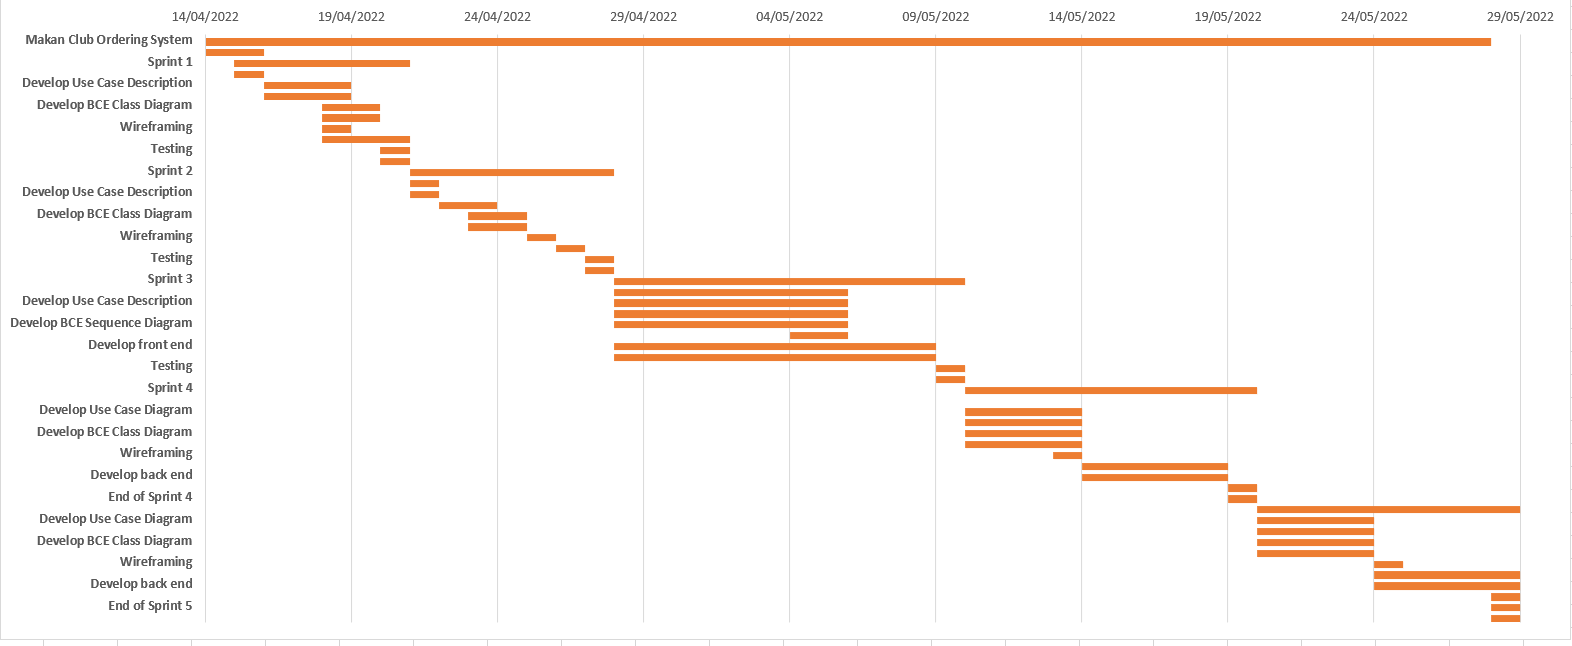 14/04/2022 19/04/2022 24/04/2022 29/04/2022 04/05/2022 09/05/2022 14/05/2022 19/05/2022 24/05/2022 29/05/2022
Makan Club Ordering System
Sprint 1
Develop Use Case Description
Develop BCE Class Diagram
Wireframing
Testing
Sprint 2
Develop Use Case Description
Develop BCE Class Diagram
Wireframing
Testing
Sprint 3
Develop Use Case Description
Develop BCE Sequence Diagram
Develop front end
Testing
Sprint 4
Develop Use Case Diagram
Develop BCE Class Diagram
Wireframing
Develop back end
End of Sprint 4
Develop Use Case Diagram
Develop BCE Class Diagram
Wireframing
Develop back end
End of Sprint 5